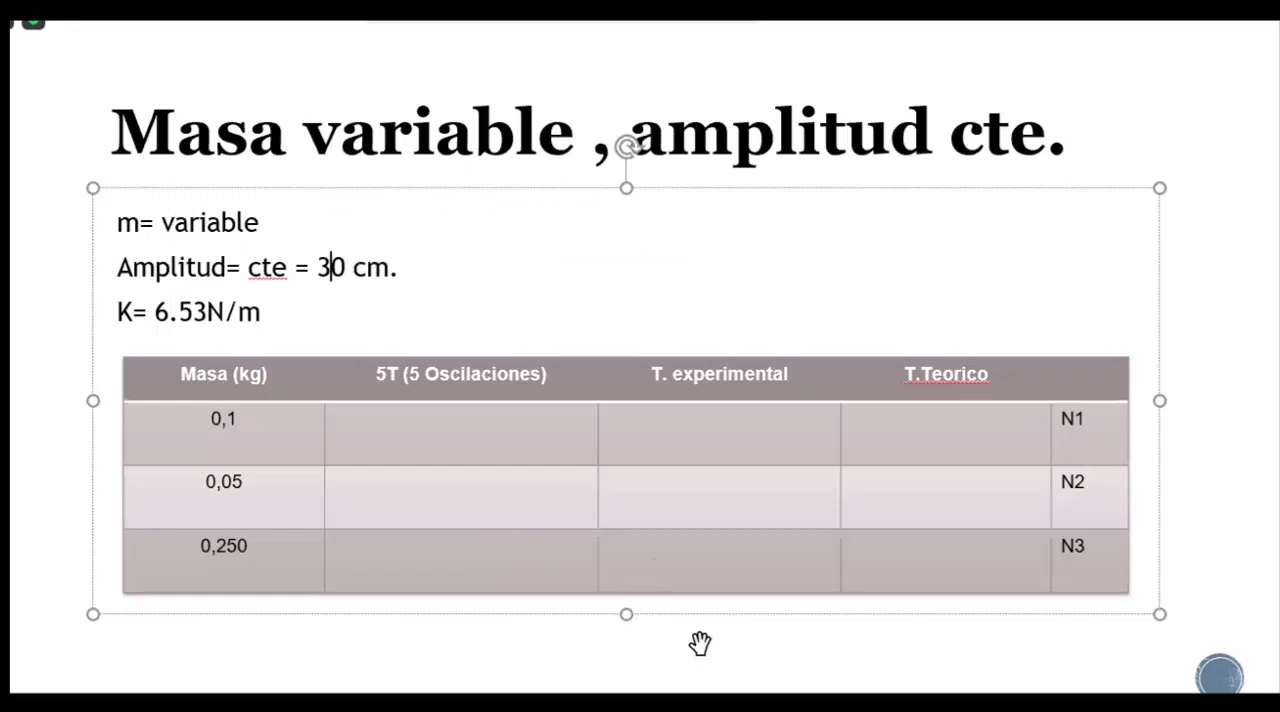 Masa variable , amplitud cte.
m= variable
Amplitud= cte = 30 cm.
K= 6.53N/m
Masa (kg) 5T (5 Oscilaciones) T. experimental T.Teorico
0,1 N1
0,05 N2
0,250 N3